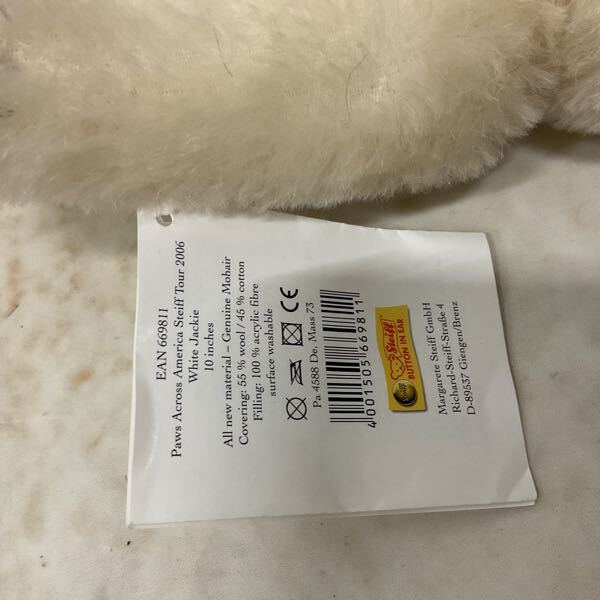 EAN 669811
Paws Across America Steiff Tour 2006
White Jackie
10 inches
All new material – Genuine Mohair
Covering: 55 % wool / 45 % cotton
Filling: 100 % acrylic fibre
surface washable
CE
Pa 4588 De. Mass 73
4 001505 669811
Steiff
BUTTON IN EAR
Margarete Steiff GmbH
Richard-Steiff-Straße 4
D-89537 Giengen/Brenz